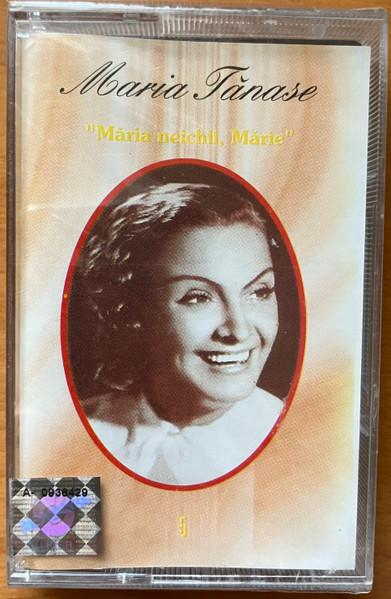 Maria Tănase
"Măria neichii, Mărie"
A- 0936429
5